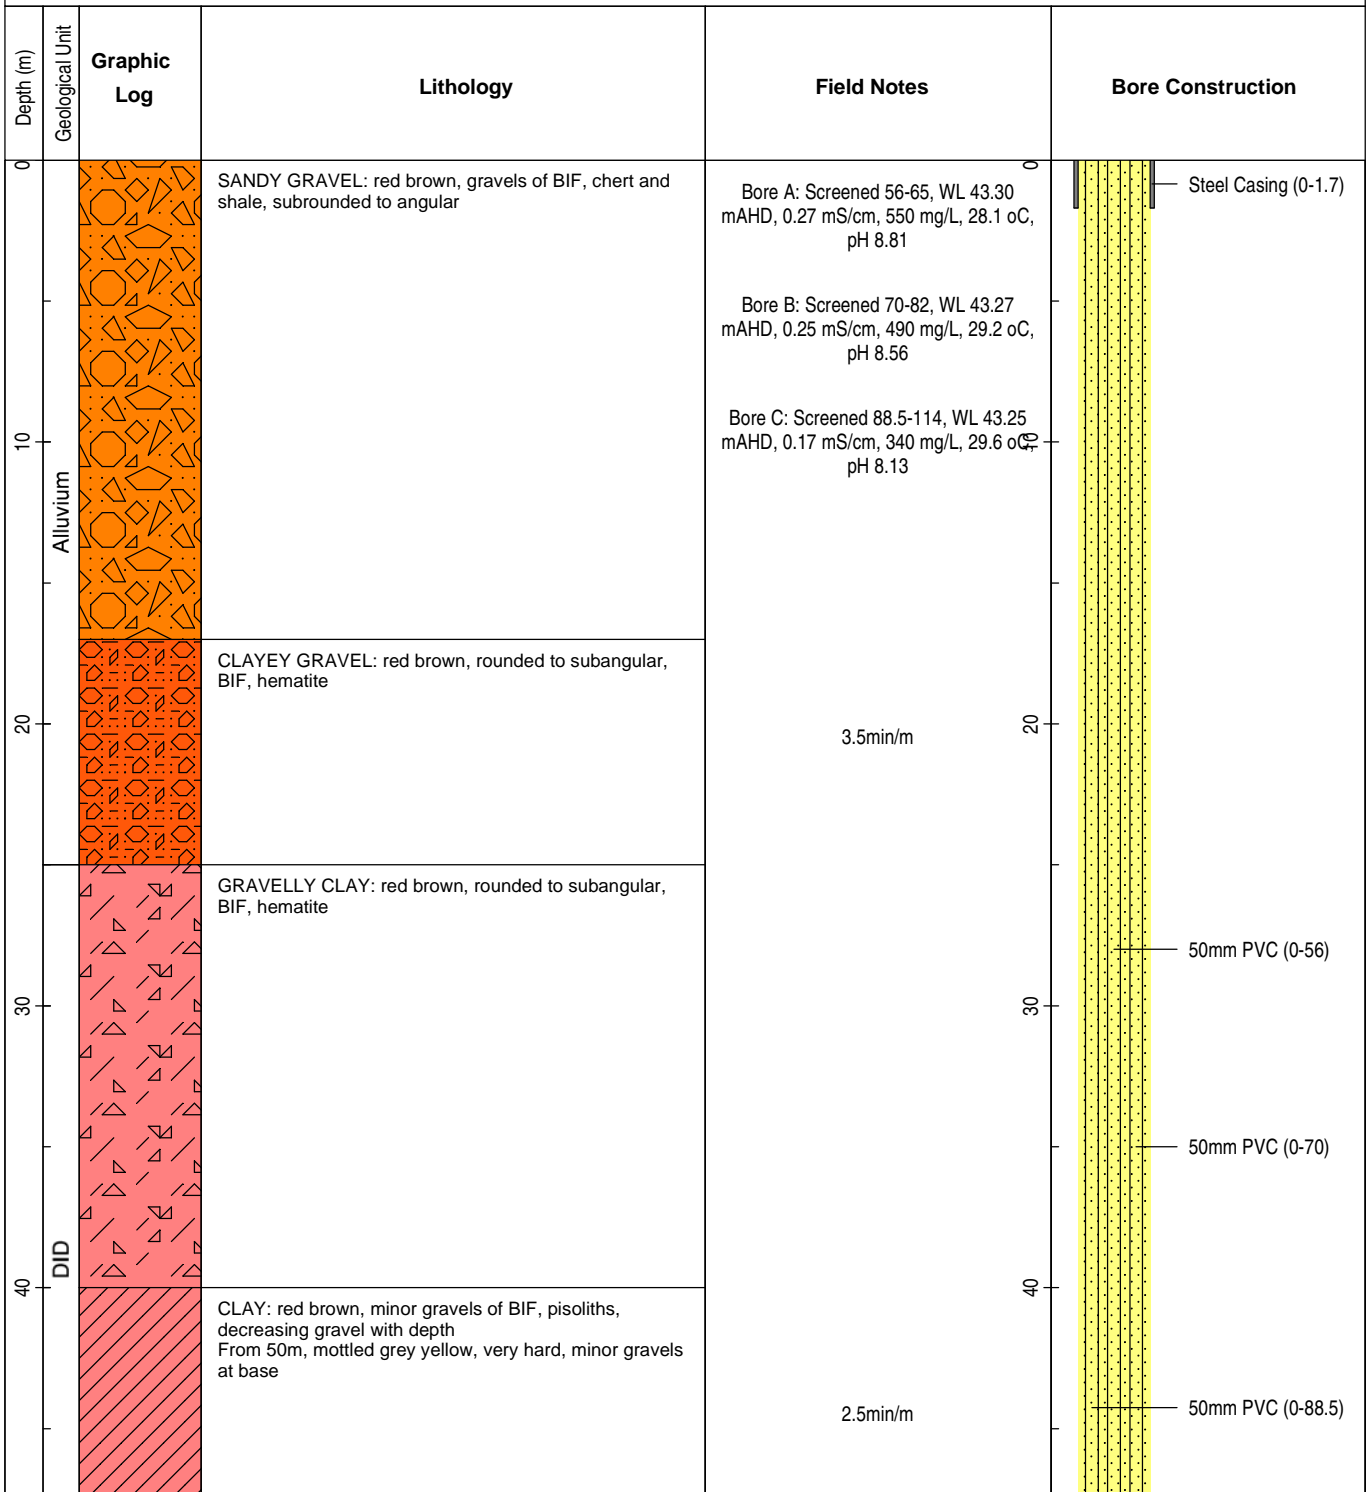 Depth (m)
Geological Unit
Graphic
Log
Lithology
Field Notes
Bore Construction
0
SANDY GRAVEL: red brown, gravels of BIF, chert and
shale, subrounded to angular
Bore A: Screened 56-65, WL 43.30
mAHD, 0.27 mS/cm, 550 mg/L, 28.1 oC,
pH 8.81
Bore B: Screened 70-82, WL 43.27
mAHD, 0.25 mS/cm, 490 mg/L, 29.2 oC,
pH 8.56
Bore C: Screened 88.5-114, WL 43.25
mAHD, 0.17 mS/cm, 340 mg/L, 29.6 oC,
pH 8.13
0
Steel Casing (0-1.7)
10
10
Alluvium
CLAYEY GRAVEL: red brown, rounded to subangular,
BIF, hematite
20
3.5min/m
20
GRAVELLY CLAY: red brown, rounded to subangular,
BIF, hematite
50mm PVC (0-56)
30
30
50mm PVC (0-70)
DID
40
40
CLAY: red brown, minor gravels of BIF, pisoliths,
decreasing gravel with depth
From 50m, mottled grey yellow, very hard, minor gravels
at base
2.5min/m
50mm PVC (0-88.5)